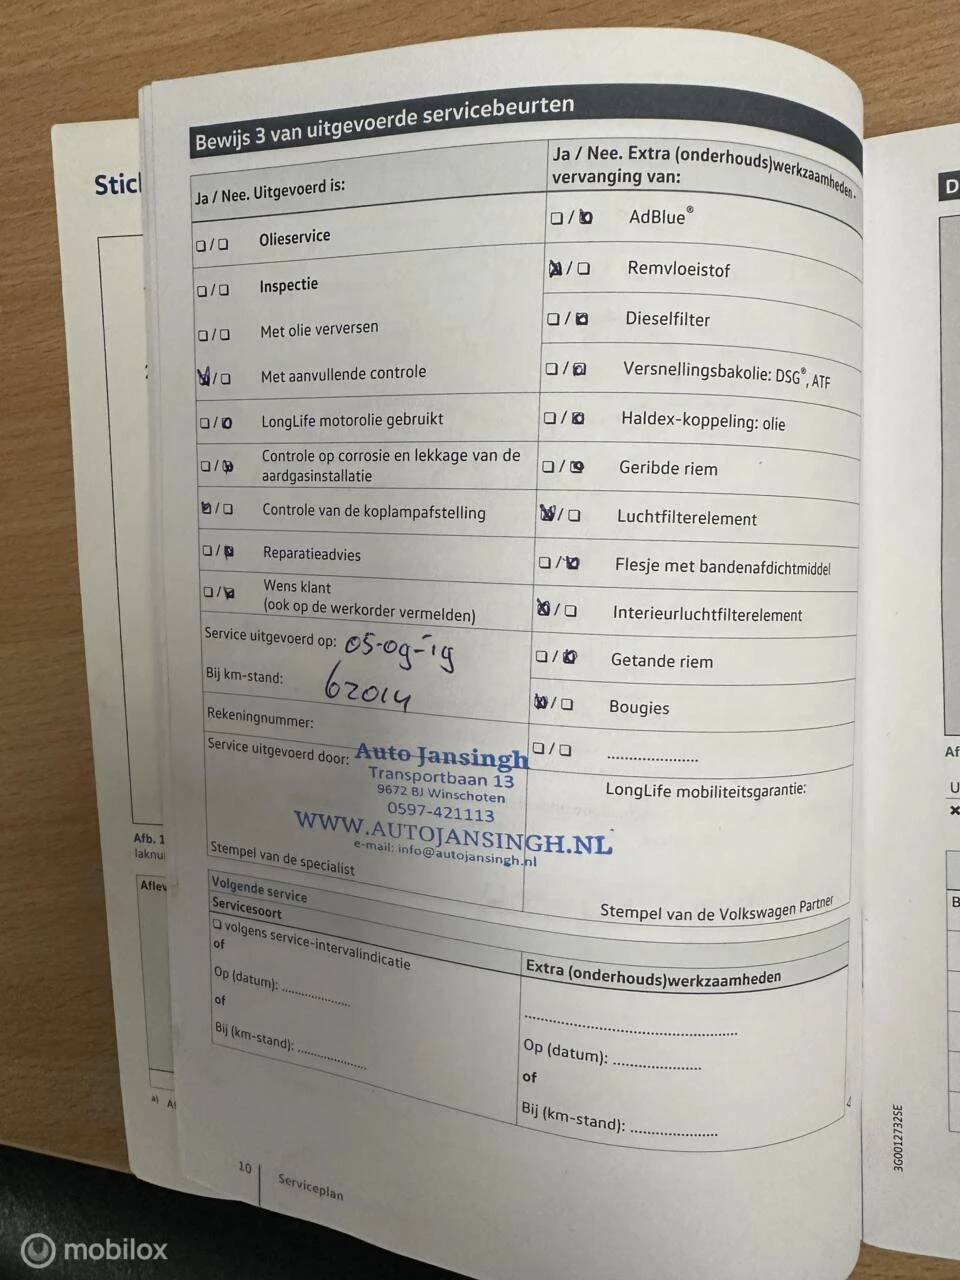 Bewijs 3 van uitgevoerde servicebeurten
Stic
Ja / Nee. Uitgevoerd is:
Olieservice
Inspectie
Met olie verversen
Met aanvullende controle
LongLife motorolie gebruikt
Controle op corrosie en lekkage van de
aardgasinstallatie
Controle van de koplampafstelling
Reparatieadvies
Wens klant
(ook op de werkorder vermelden)
Service uitgevoerd op: 05-09-19
Bij km-stand: 62014
Rekeningnummer:
Service uitgevoerd door:
Auto Jansingh
Transportbaan 13
9672 BJ Winschoten
0597-421113
WWW.AUTOJANSINGH.NL
e-mail: info@autojansingh.nl
Stempel van de specialist
Ja / Nee. Extra (onderhouds)werkzaamheden -
vervanging van:
AdBlue®
Remvloeistof
Dieselfilter
Versnellingsbakolie: DSG®, ATF
Haldex-koppeling: olie
Geribde riem
Luchtfilterelement
Flesje met bandenafdichtmiddel
Interieurluchtfilterelement
Getande riem
Bougies
.....................
LongLife mobiliteitsgarantie:
Stempel van de Volkswagen Partner
Volgende service
Servicesoort
volgens service-intervalindicatie
of
Op (datum): ................
of
Bij (km-stand): ................
Extra (onderhouds)werkzaamheden
..................................................
Op (datum): .....................
of
Bij (km-stand): .....................
10
Serviceplan
Afb. 1
laknu
Aflev
a) Af
D
Af
U
B
3G0012732SE
mobilox